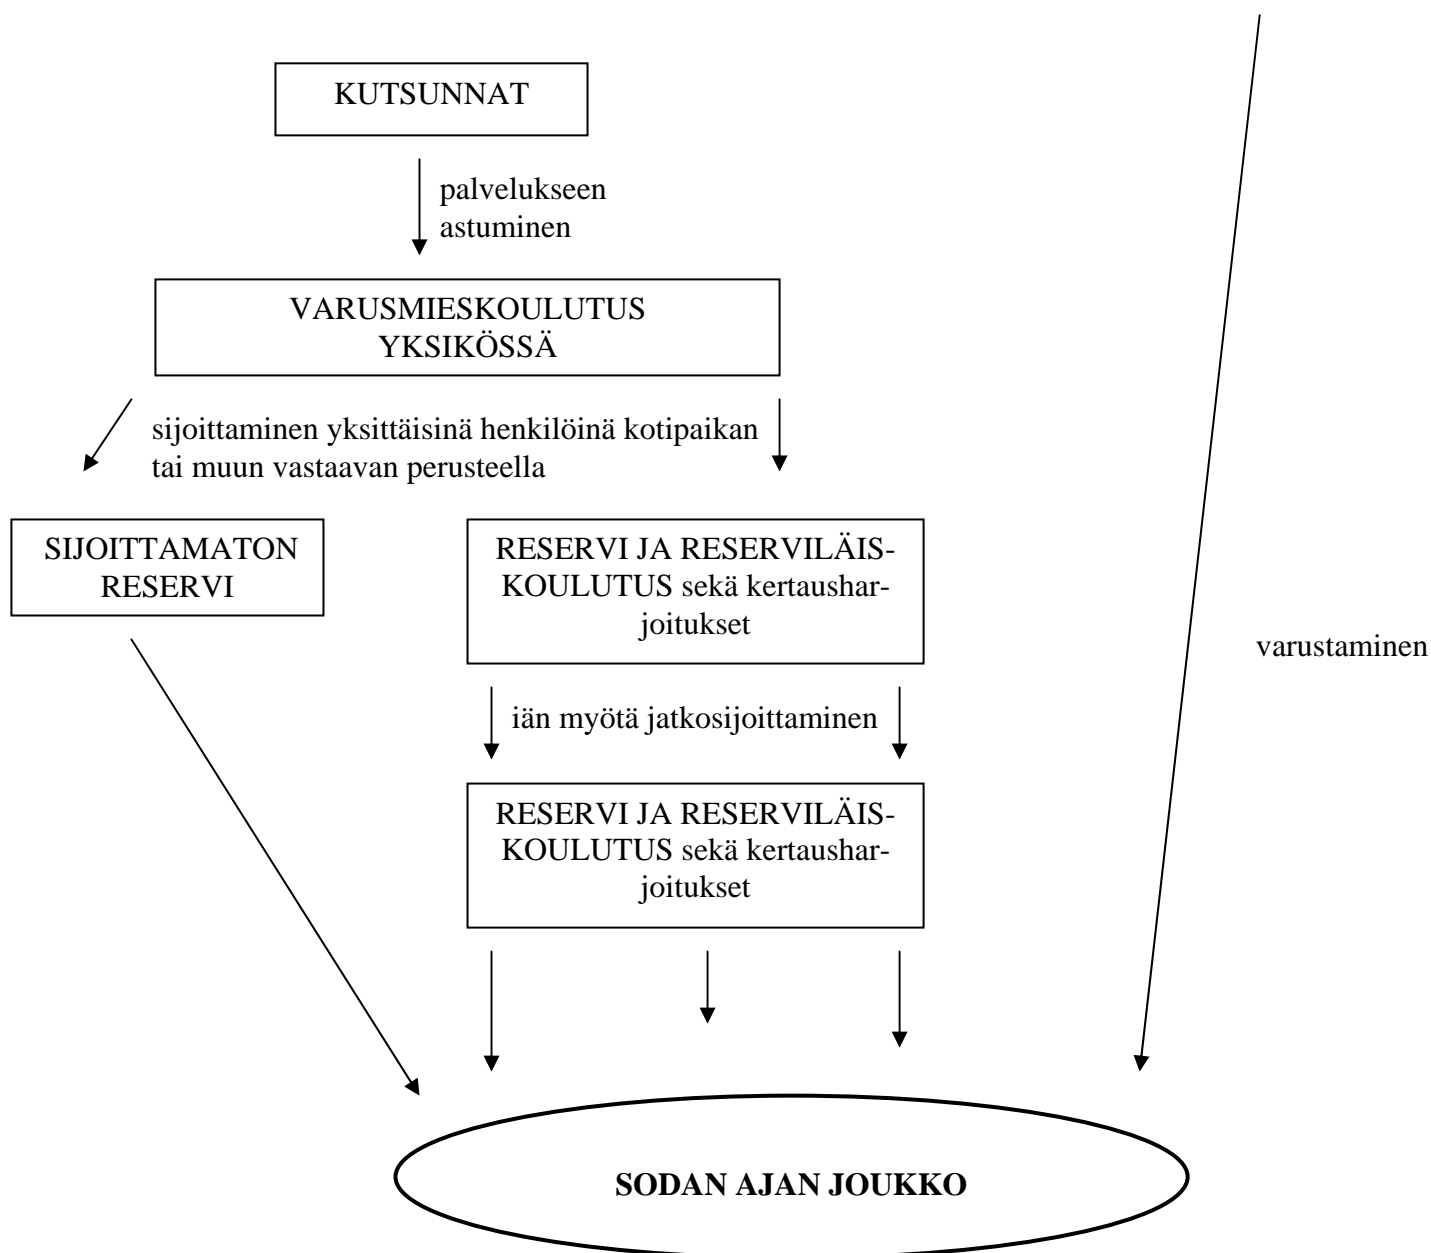 KUTSUNNAT
palvelukseen
astuminen
VARUSMIESKOULUTUS
YKSIKÖSSÄ
sijoittaminen yksittäisinä henkilöinä kotipaikan
tai muun vastaavan perusteella
SIJOITTAMATON
RESERVI
RESERVI JA RESERVILÄIS-
KOULUTUS sekä kertaushar-
joitukset
varustaminen
iän myötä jatkosijoittaminen
RESERVI JA RESERVILÄIS-
KOULUTUS sekä kertaushar-
joitukset
SODAN AJAN JOUKKO